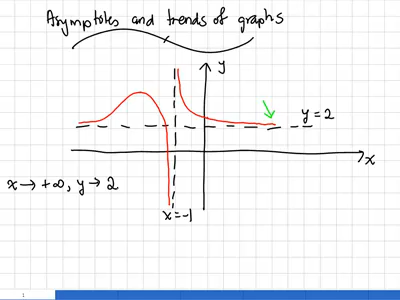 Asymptotes and trends of graphs
y
y = 2
x
x → +∞, y → 2
x = -1
1